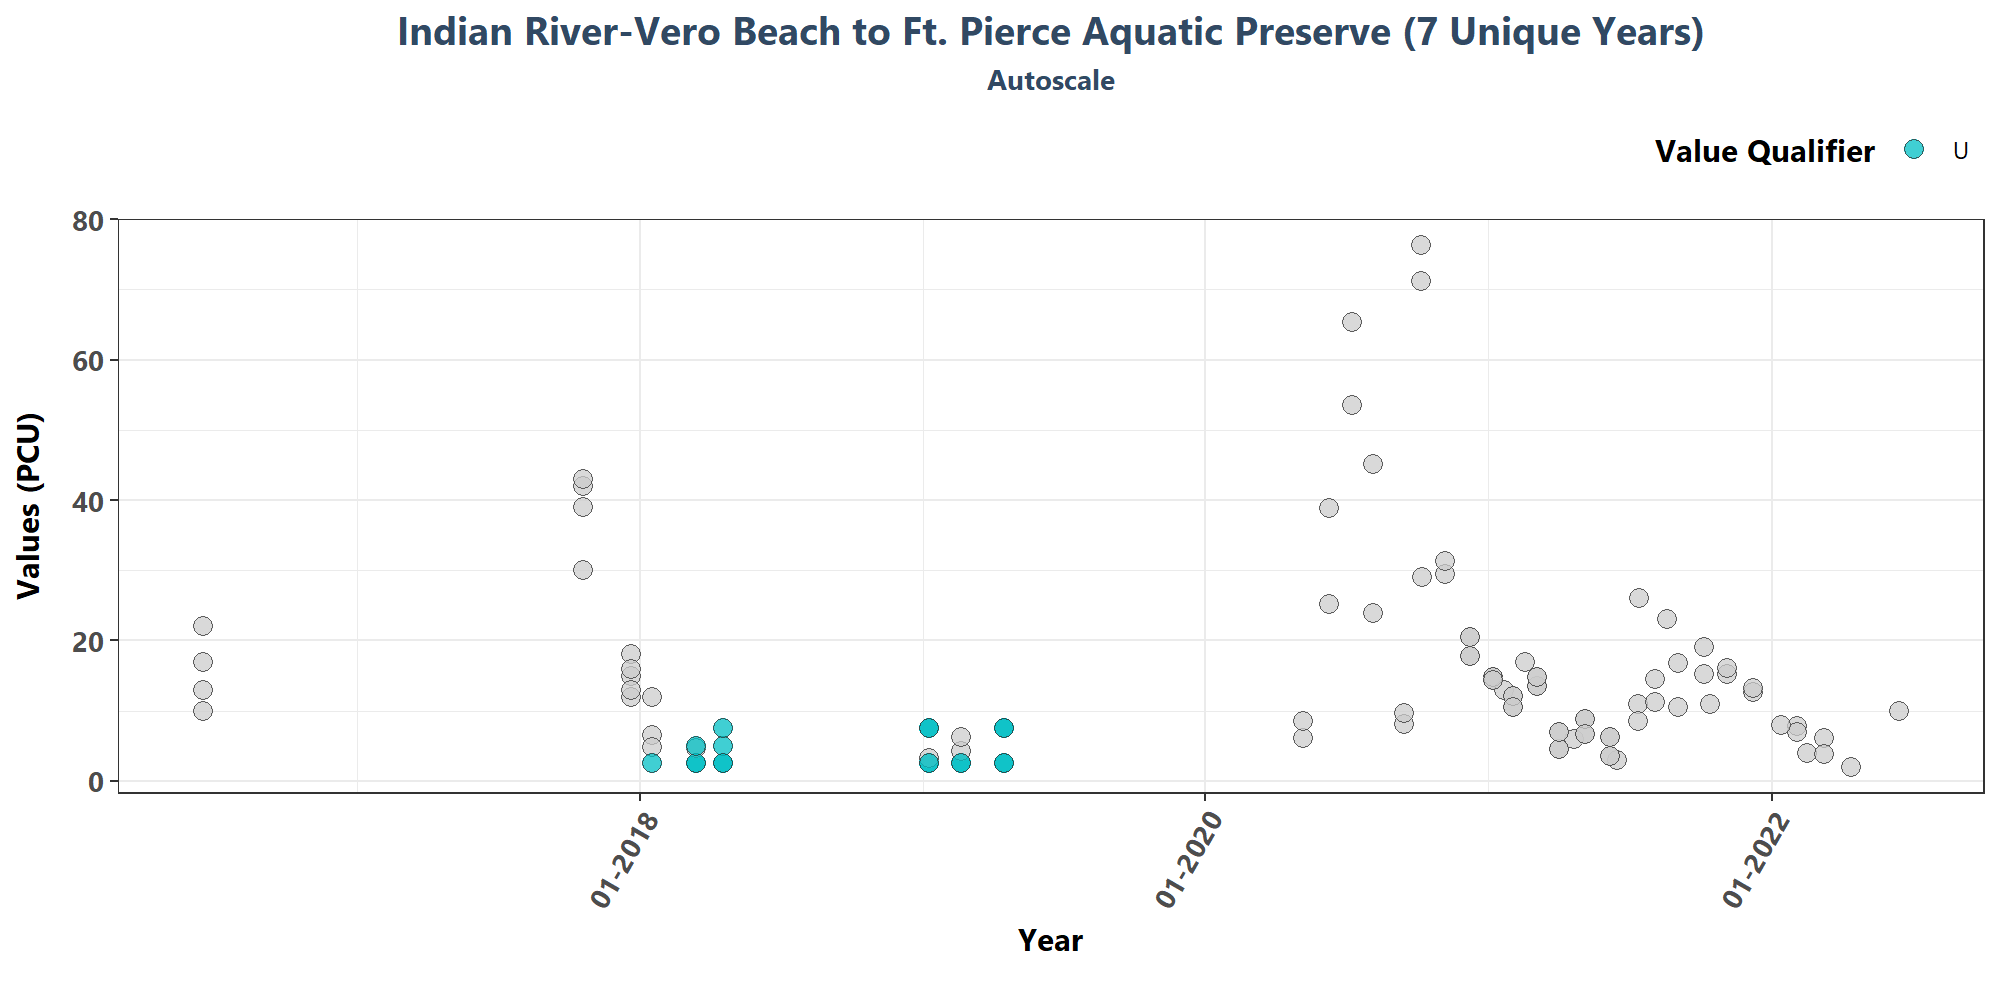 Indian River-Vero Beach to Ft. Pierce Aquatic Preserve (7 Unique Years)
Autoscale
Value Qualifier U
80
60
40
20
0
Values (PCU)
01-2018
01-2020
01-2022
Year